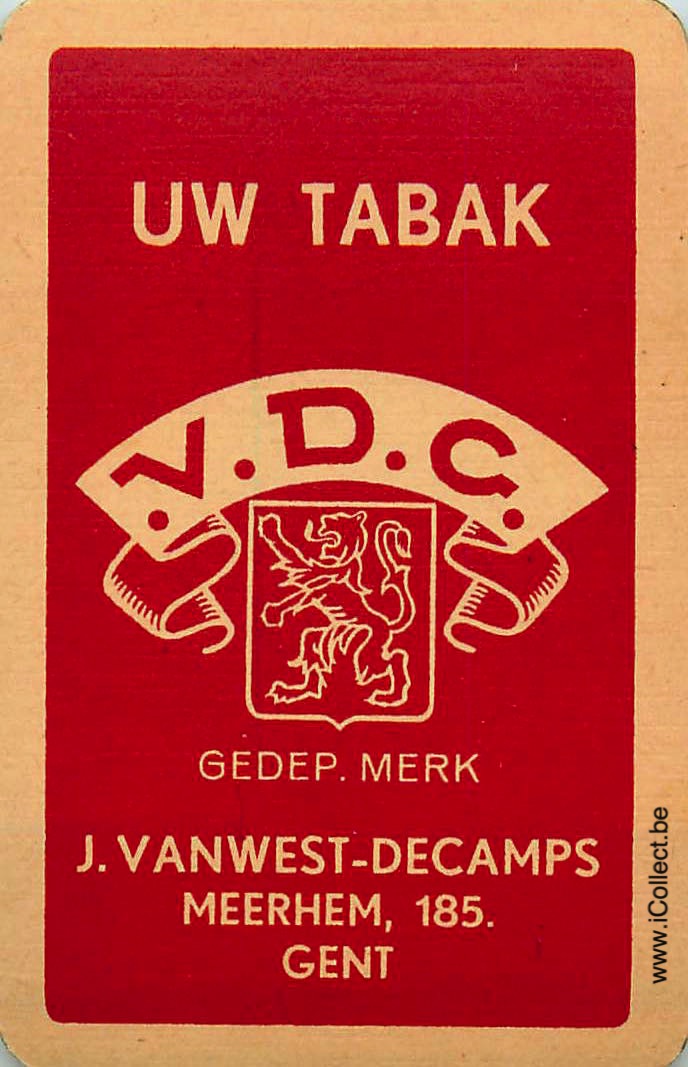 UW TABAK
.V.D.C.
GEDEP. MERK
J. VANWEST-DECAMPS
MEERHEM, 185.
GENT
www.iCollect.be